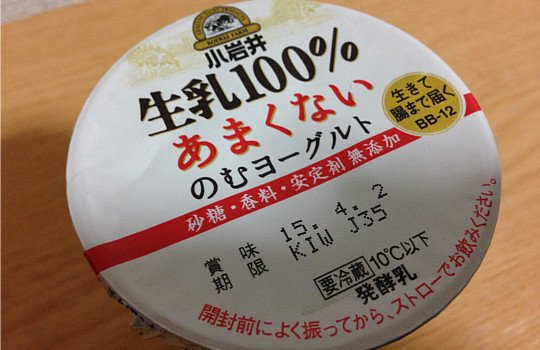 小岩井
生乳100%
あまくない
のむヨーグルト
生きて
腸まで届く
BB-12
砂糖・香料・安定剤 無添加
賞味
期限
15.4.2
KIW J35
要冷蔵 10℃以下
発酵乳
開封前によく振ってから、ストローでお飲みください。